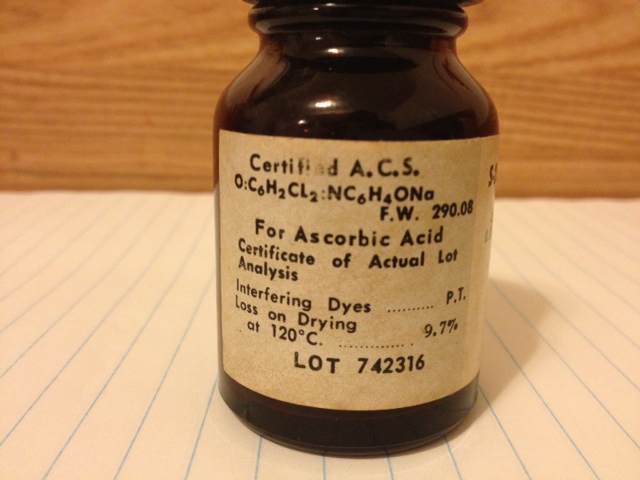 Certified A.C.S.
O:C6H2CL2:NC6H4ONa
F.W. 290.08
For Ascorbic Acid
Certificate of Actual Lot
Analysis
Interfering Dyes .......... P.T.
Loss on Drying
at 120°C. .............. 9.7%
LOT 742316